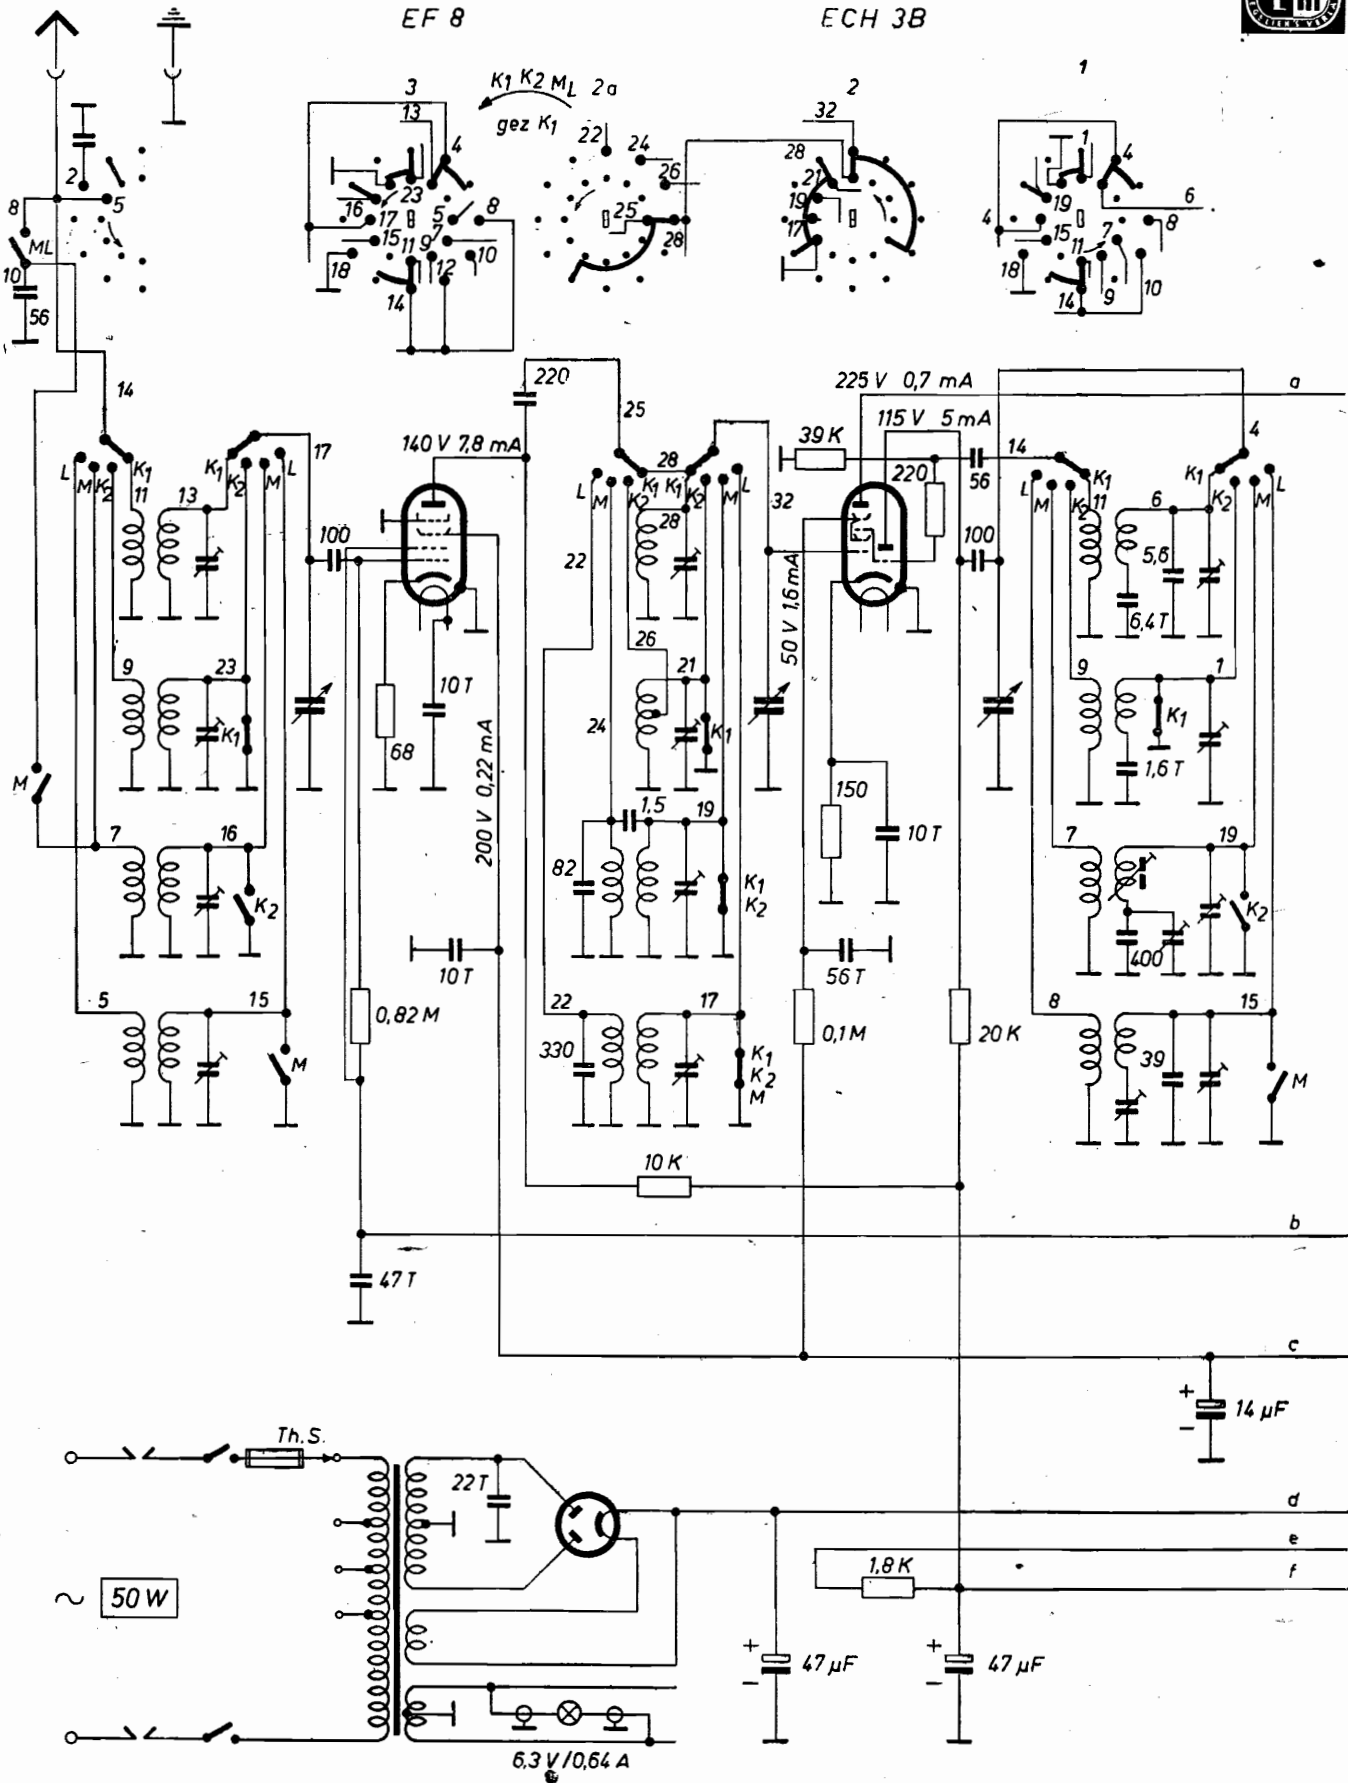 EF 8
ECH 3B
EGLIEN'S VERLA
L m
3
K1 K2 ML
2a
2
1
gez K1
13
4
22
24
32
28
1
4
2
26
21
8
5
16
23
5
8
19
19
6
17
7
25
28
17
4
8
ML
15
11
9
15
11
7
10
18
12
10
18
9
10
56
14
14
220
225 V 0,7 mA
a
14
25
115 V 5 mA
4
17
140 V 7,8 mA
39 K
14
L
M
K2
K1
K1
K2
M
L
28
220
56
L
M
K2
K1
K1
K2
M
L
L
M
K2
K1
K1
K2
M
L
11
13
32
11
6
28
100
100
5,6
22
50 V 1,6 mA
6,4 T
26
9
23
21
9
1
10 T
K1
24
K1
K1
68
1,6 T
M
200 V 0,22 mA
1,5
19
150
7
16
7
19
10 T
82
K1
K2
K2
K2
400
10 T
56 T
5
15
22
17
8
15
0,82 M
0,1 M
20 K
330
K1
K2
M
39
M
M
10 K
b
47 T
c
+
-
14 µF
Th.S.
22 T
d
e
1,8 K
f
~ 50 W
+
-
47 µF
+
-
47 µF
6,3 V/0,64 A